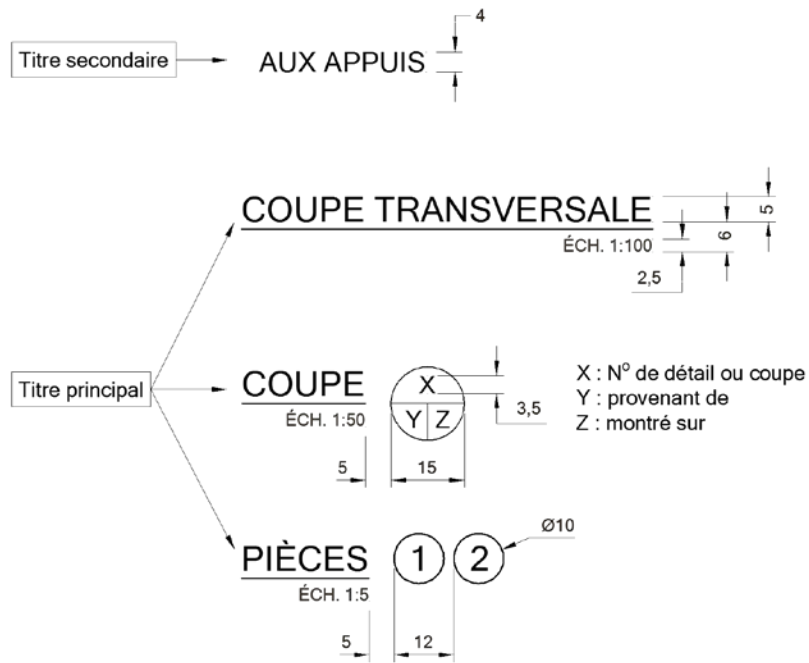 4
Titre secondaire
AUX APPUIS
COUPE TRANSVERSALE
5
6
ÉCH. 1:100
2,5
Titre principal
COUPE
X
ÉCH. 1:50
Y Z
3,5
X : Nº de détail ou coupe
Y : provenant de
Z : montré sur
5
15
Ø10
PIÈCES
1
2
ÉCH. 1:5
5
12